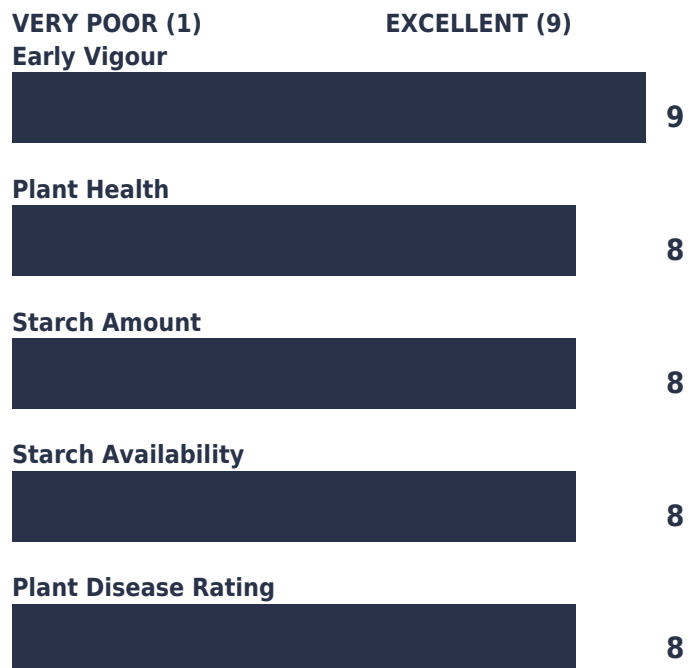 VERY POOR (1) EXCELLENT (9)
Early Vigour
9
Plant Health
8
Starch Amount
8
Starch Availability
8
Plant Disease Rating
8